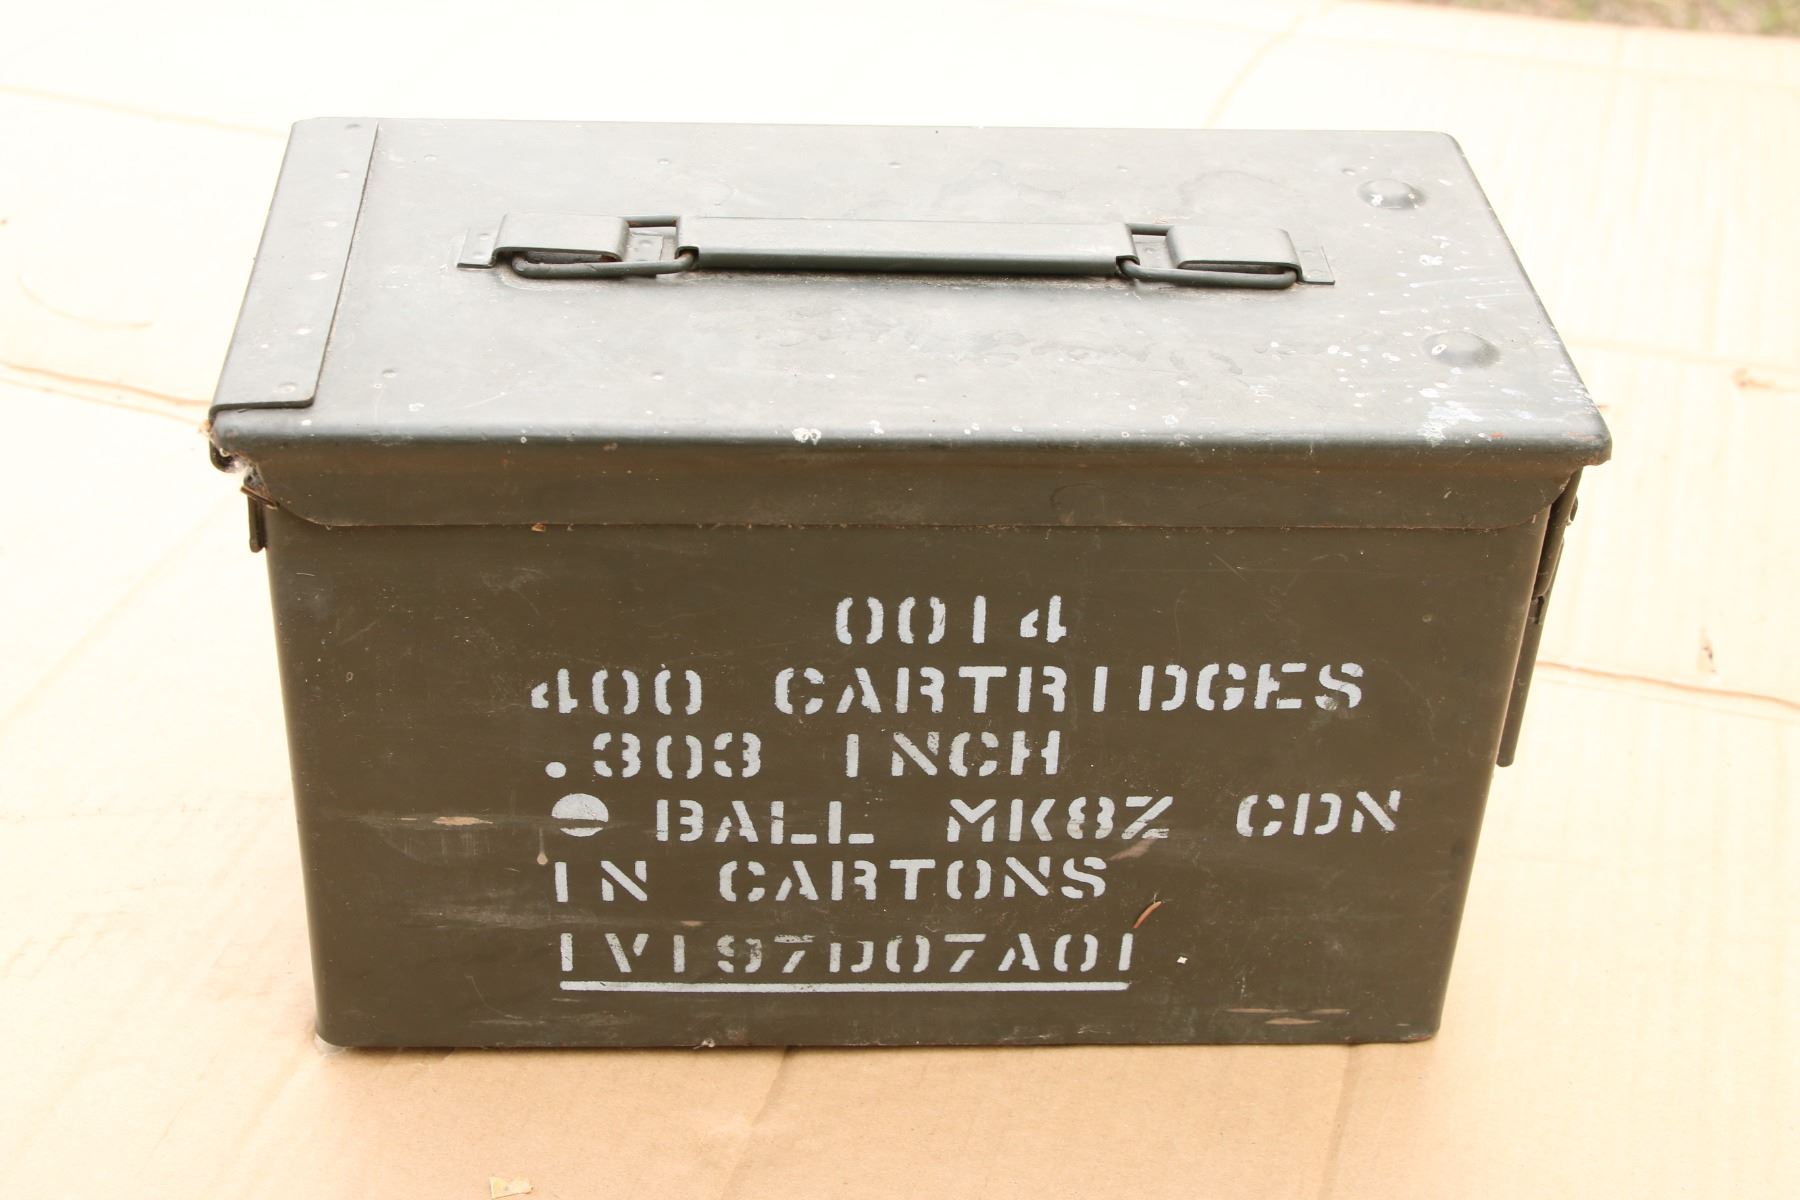 0014
400 CARTRIDGES
.303 INCH
BALL MK8Z CDN
IN CARTONS
IVI97D07A01